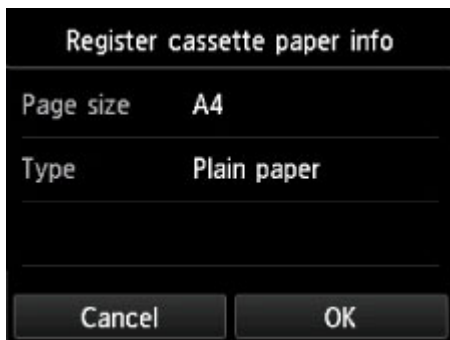 Register cassette paper info
Page size A4
Type Plain paper
Cancel OK